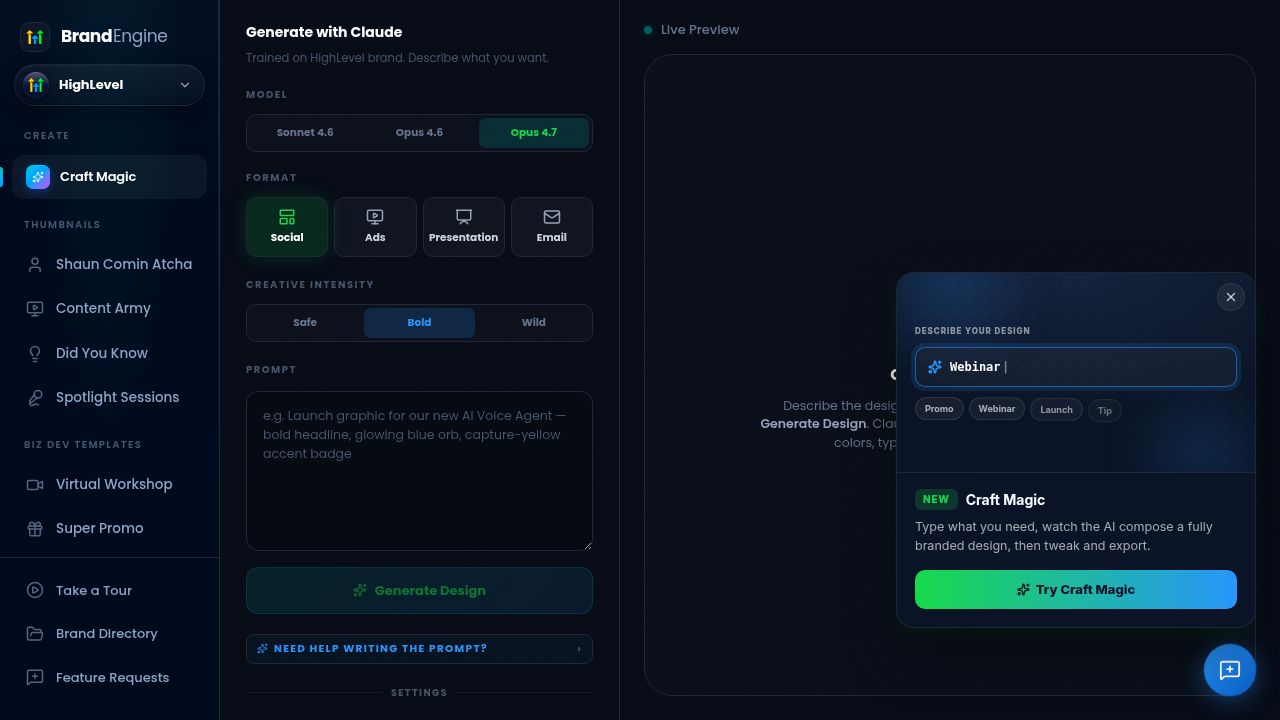 BrandEngine
HighLevel
CREATE
Craft Magic
THUMBNAILS
Shaun Comin Atcha
Content Army
Did You Know
Spotlight Sessions
BIZ DEV TEMPLATES
Virtual Workshop
Super Promo
Take a Tour
Brand Directory
Feature Requests
Generate with Claude
Trained on HighLevel brand. Describe what you want.
MODEL
Sonnet 4.6
Opus 4.6
Opus 4.7
FORMAT
Social
Ads
Presentation
Email
CREATIVE INTENSITY
Safe
Bold
Wild
PROMPT
e.g. Launch graphic for our new AI Voice Agent —
bold headline, glowing blue orb, capture-yellow
accent badge
Generate Design
NEED HELP WRITING THE PROMPT?
SETTINGS
Live Preview
Describe the
Generate Design.
colors,
DESCRIBE YOUR DESIGN
Webinar
Promo
Webinar
Launch
Tip
NEW Craft Magic
Type what you need, watch the AI compose a fully
branded design, then tweak and export.
Try Craft Magic